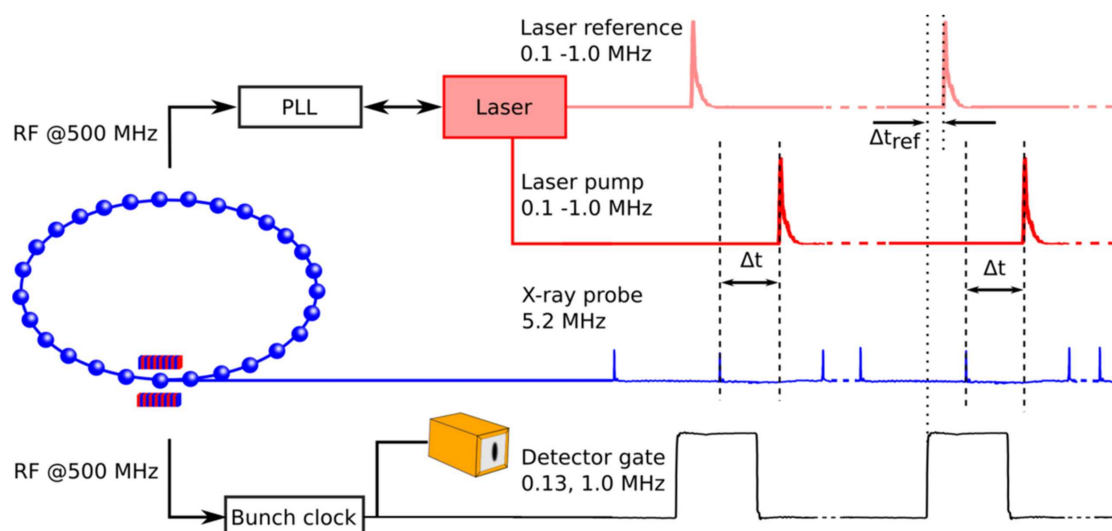 Laser reference
0.1 -1.0 MHz
PLL
Laser
RF @500 MHz
Δtref
Laser pump
0.1 -1.0 MHz
Δt
Δt
X-ray probe
5.2 MHz
RF @500 MHz
Detector gate
0.13, 1.0 MHz
Bunch clock